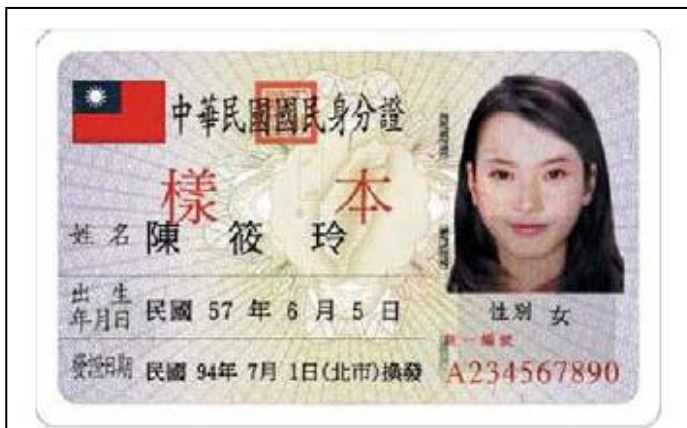 中華民國國民身分證
樣本
姓名 陳筱玲
出生年月日 民國 57 年 6 月 5 日
性別 女
發證日期 民國 94年 7月 1日(北市)換發
統一編號
A234567890